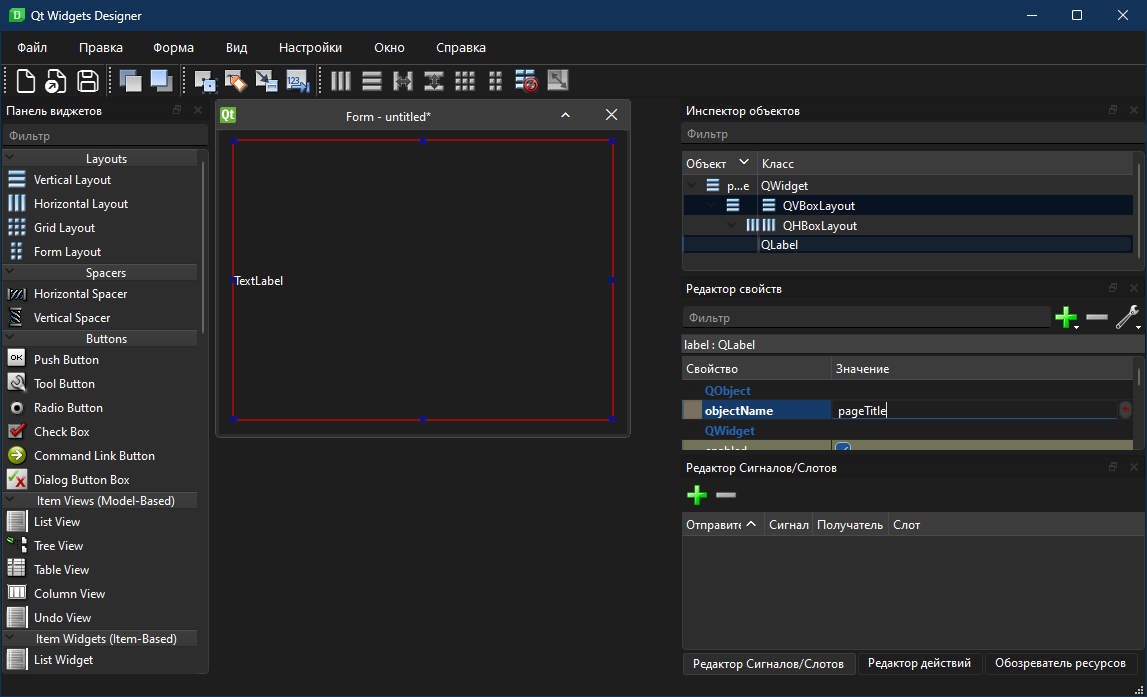 Qt Widgets Designer
Файл Правка Форма Вид Настройки Окно Справка
123
Панель виджетов
Фильтр
Layouts
Vertical Layout
Horizontal Layout
Grid Layout
Form Layout
Spacers
Horizontal Spacer
Vertical Spacer
Buttons
OK Push Button
Tool Button
Radio Button
Check Box
Command Link Button
Dialog Button Box
Item Views (Model-Based)
List View
Tree View
Table View
Column View
Undo View
Item Widgets (Item-Based)
List Widget
Qt Form - untitled*
TextLabel
Инспектор объектов
Фильтр
Объект Класс
p...e QWidget
QVBoxLayout
QHBoxLayout
QLabel
Редактор свойств
Фильтр
label : QLabel
Свойство Значение
QObject
objectName pageTitle
QWidget
enabled
Редактор Сигналов/Слотов
Отправите Сигнал Получатель Слот
Редактор Сигналов/Слотов Редактор действий Обозреватель ресурсов